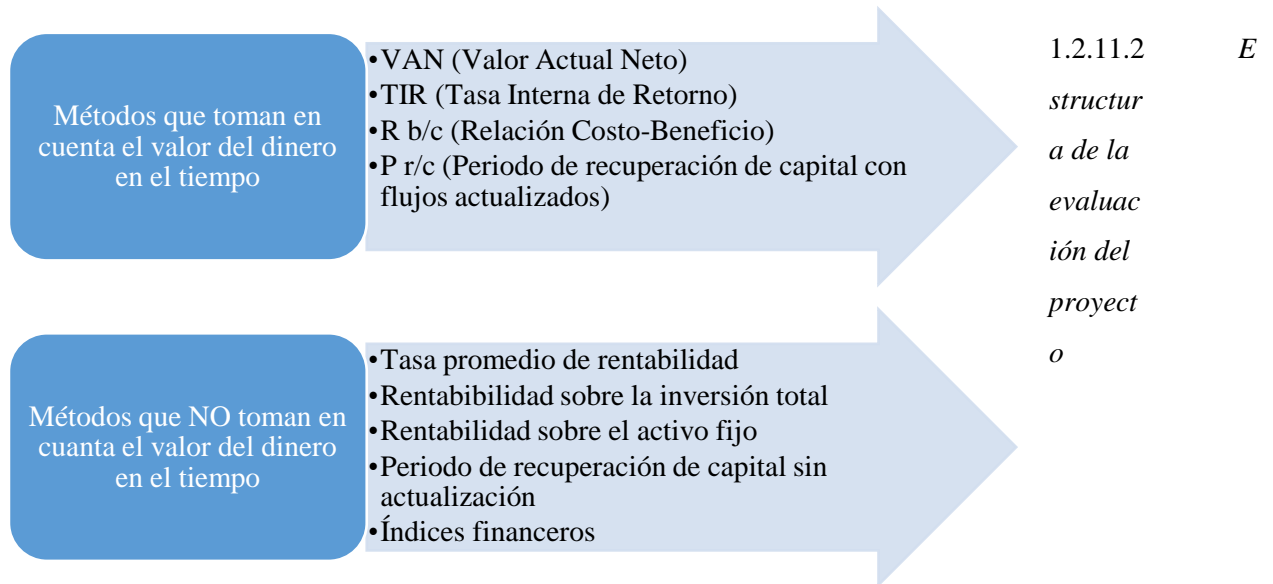 Métodos que toman en
cuenta el valor del dinero
en el tiempo
•VAN (Valor Actual Neto)
•TIR (Tasa Interna de Retorno)
•R b/c (Relación Costo-Beneficio)
•P r/c (Periodo de recuperación de capital con
flujos actualizados)
Métodos que NO toman en
cuanta el valor del dinero
en el tiempo
•Tasa promedio de rentabilidad
•Rentabibilidad sobre la inversión total
•Rentabilidad sobre el activo fijo
•Periodo de recuperación de capital sin
actualización
•Índices financeros
1.2.11.2 E
structur
a de la
evaluac
ión del
proyect
o